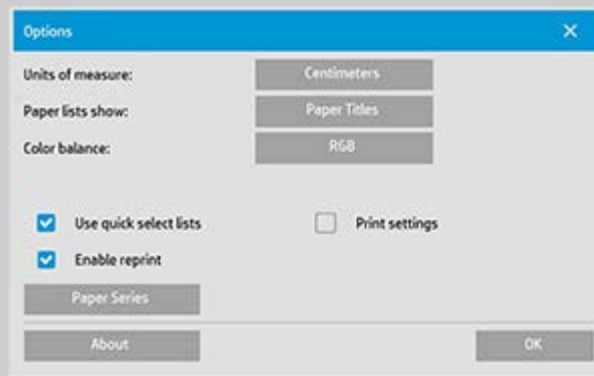 Options
Units of measure: Centimeters
Paper lists show: Paper Titles
Color balance: RGB
Use quick select lists Print settings
Enable reprint
Paper Series
About OK